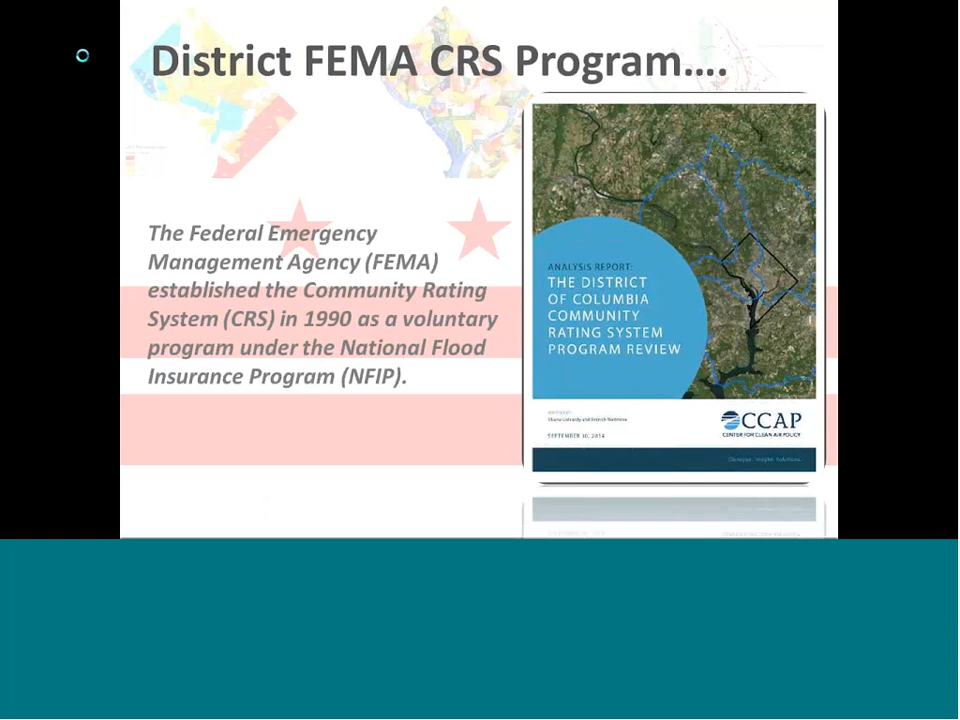 District FEMA CRS Program....
The Federal Emergency
Management Agency (FEMA)
established the Community Rating
System (CRS) in 1990 as a voluntary
program under the National Flood
Insurance Program (NFIP).
ANALYSIS REPORT:
THE DISTRICT
OF COLUMBIA
COMMUNITY
RATING SYSTEM
PROGRAM REVIEW
SEPTEMBER 30, 2014
CCAP
CENTER FOR CLEAN AIR POLICY
Dialogue. Insight. Solutions.